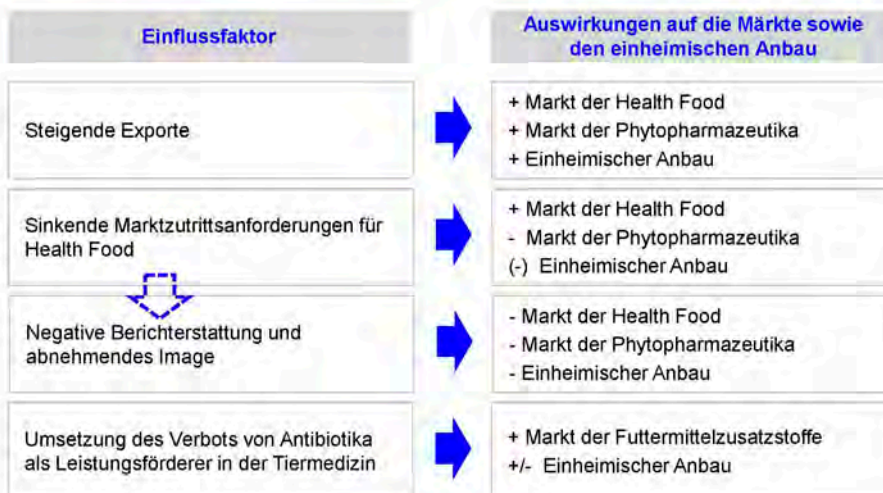 Einflussfaktor
Auswirkungen auf die Märkte sowie
den einheimischen Anbau
Steigende Exporte
+ Markt der Health Food
+ Markt der Phytopharmazeutika
+ Einheimischer Anbau
Sinkende Marktzutrittsanforderungen für
Health Food
+ Markt der Health Food
- Markt der Phytopharmazeutika
(-) Einheimischer Anbau
Negative Berichterstattung und
abnehmendes Image
- Markt der Health Food
- Markt der Phytopharmazeutika
- Einheimischer Anbau
Umsetzung des Verbots von Antibiotika
als Leistungsförderer in der Tiermedizin
+ Markt der Futtermittelzusatzstoffe
+/- Einheimischer Anbau